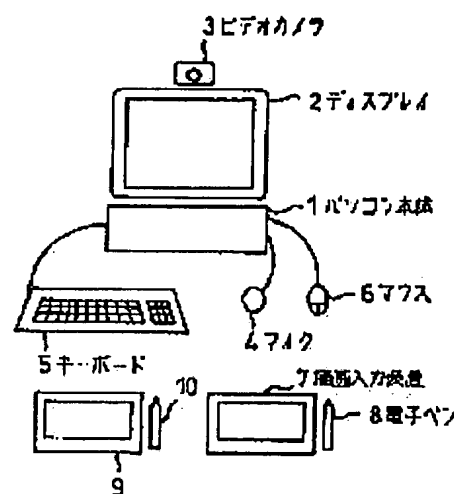 3ビデオカメラ
2ディスプレイ
1パソコン本体
6マウス
4マイク
5キーボード
10
7描画入力装置
8電子ペン
9